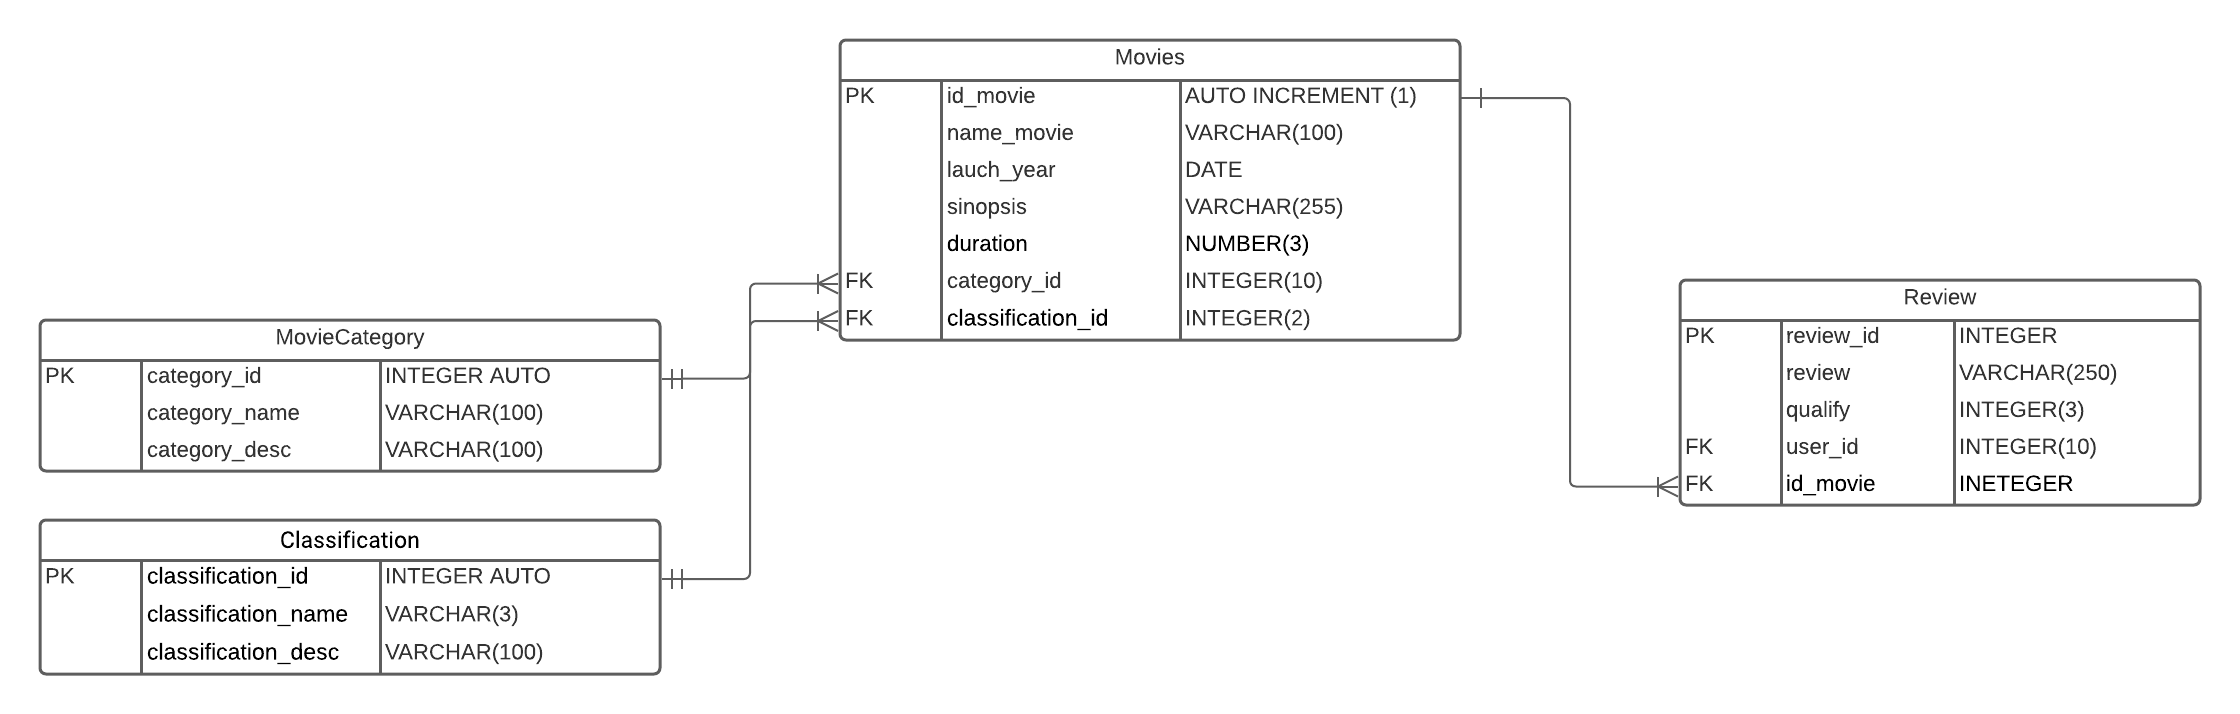 Movies
PK id_movie AUTO INCREMENT (1)
name_movie VARCHAR(100)
lauch_year DATE
sinopsis VARCHAR(255)
duration NUMBER(3)
FK category_id INTEGER(10)
FK classification_id INTEGER(2)
MovieCategory
PK category_id INTEGER AUTO
category_name VARCHAR(100)
category_desc VARCHAR(100)
Classification
PK classification_id INTEGER AUTO
classification_name VARCHAR(3)
classification_desc VARCHAR(100)
Review
PK review_id INTEGER
review VARCHAR(250)
qualify INTEGER(3)
FK user_id INTEGER(10)
FK id_movie INETEGER